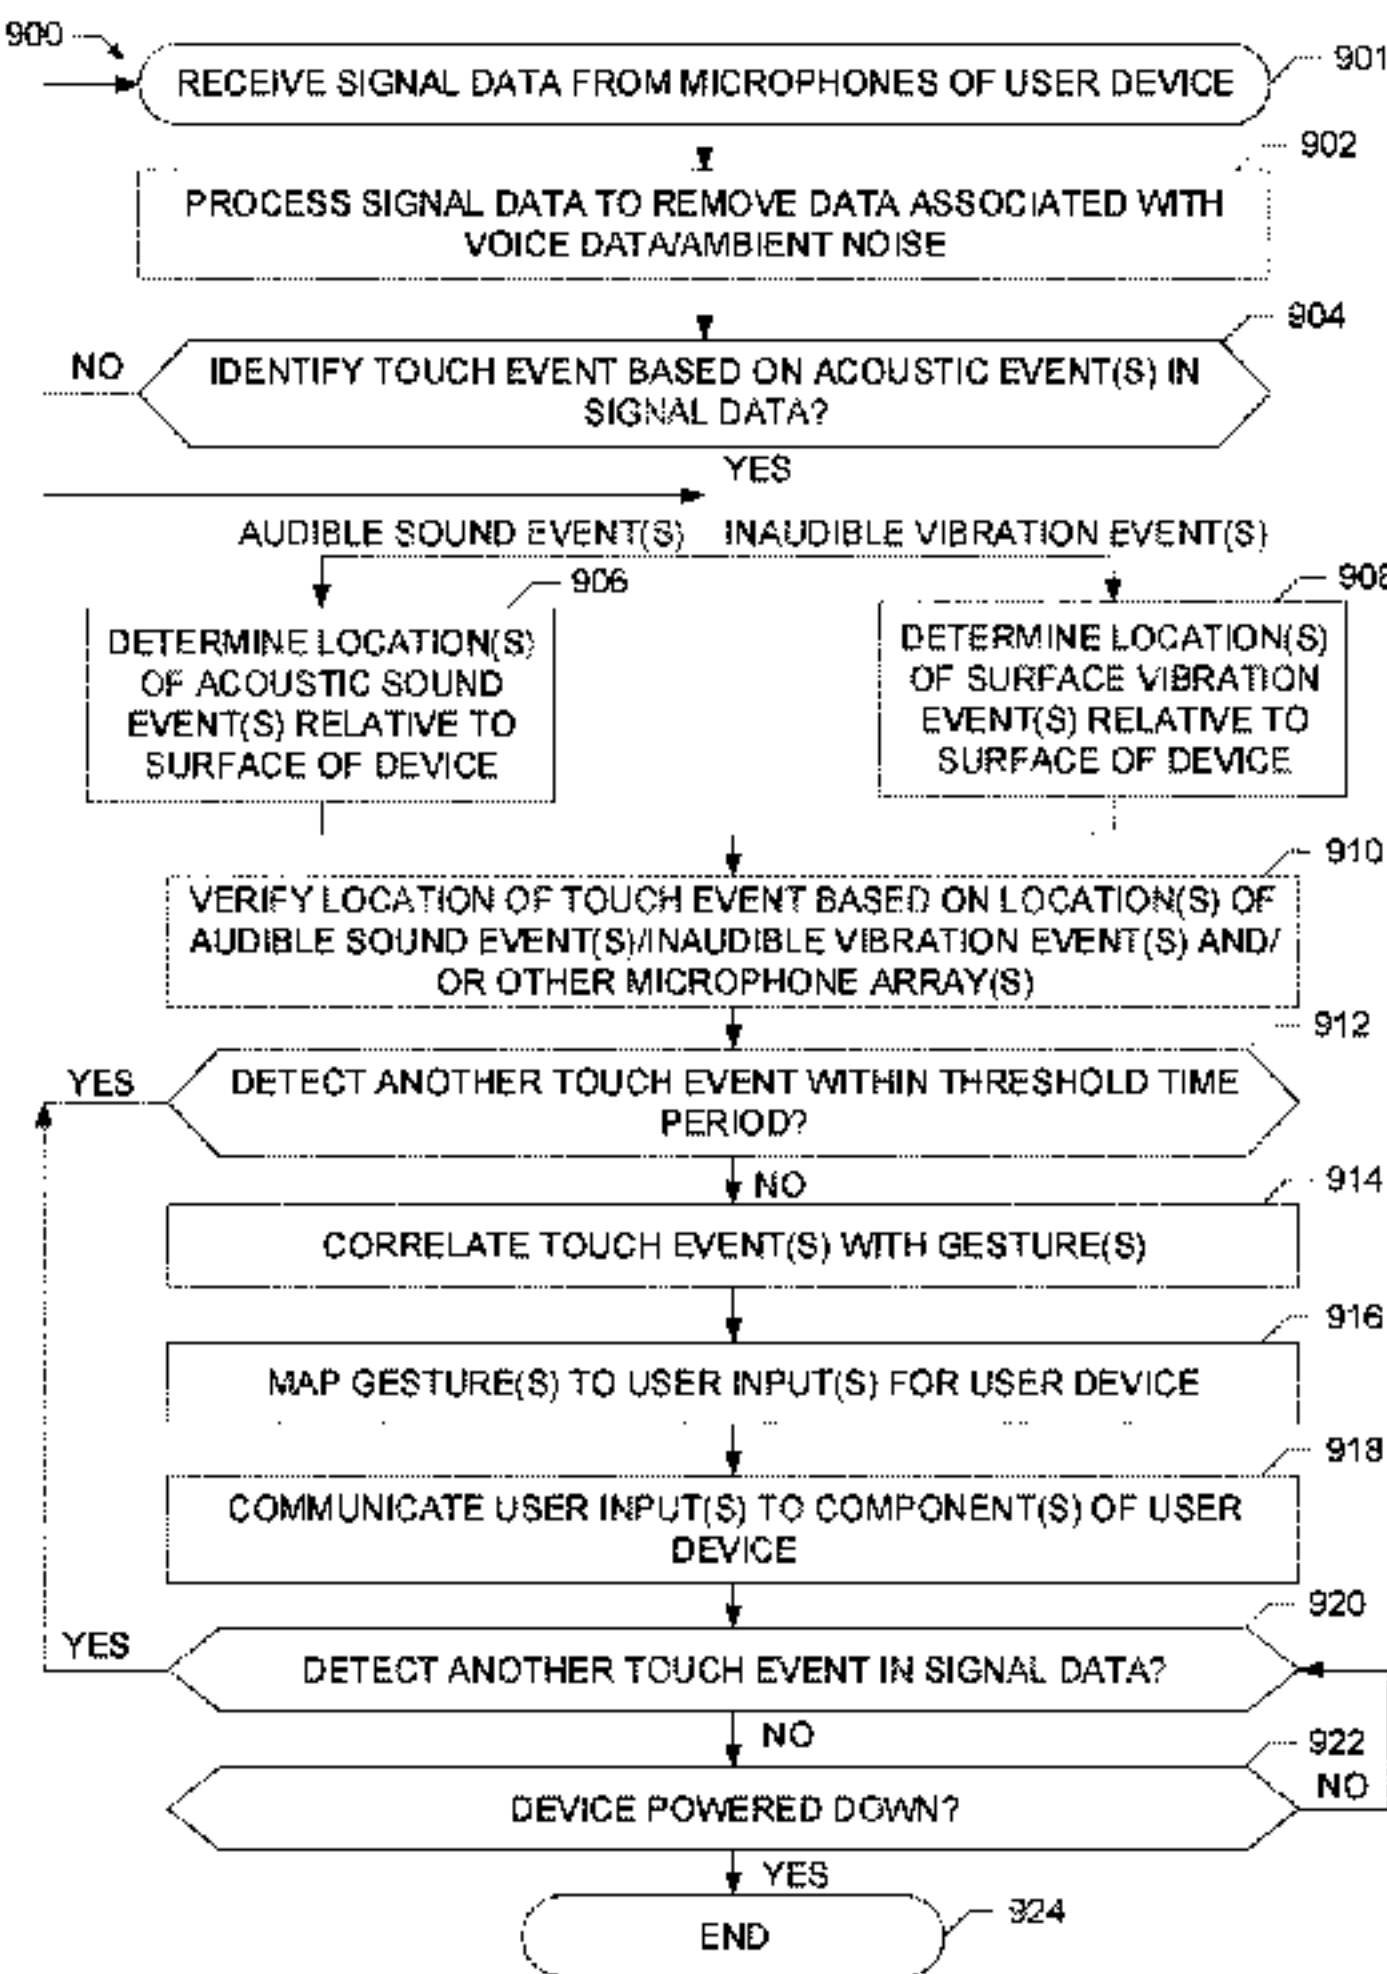 900
RECEIVE SIGNAL DATA FROM MICROPHONES OF USER DEVICE
901
902
PROCESS SIGNAL DATA TO REMOVE DATA ASSOCIATED WITH
VOICE DATA/AMBIENT NOISE
904
NO
IDENTIFY TOUCH EVENT BASED ON ACOUSTIC EVENT(S) IN
SIGNAL DATA?
YES
AUDIBLE SOUND EVENT(S)
INAUDIBLE VIBRATION EVENT(S)
906
DETERMINE LOCATION(S)
OF ACOUSTIC SOUND
EVENT(S) RELATIVE TO
SURFACE OF DEVICE
908
DETERMINE LOCATION(S)
OF SURFACE VIBRATION
EVENT(S) RELATIVE TO
SURFACE OF DEVICE
910
VERIFY LOCATION OF TOUCH EVENT BASED ON LOCATION(S) OF
AUDIBLE SOUND EVENT(S)/INAUDIBLE VIBRATION EVENT(S) AND/
OR OTHER MICROPHONE ARRAY(S)
912
YES
DETECT ANOTHER TOUCH EVENT WITHIN THRESHOLD TIME
PERIOD?
NO
914
CORRELATE TOUCH EVENT(S) WITH GESTURE(S)
916
MAP GESTURE(S) TO USER INPUT(S) FOR USER DEVICE
918
COMMUNICATE USER INPUT(S) TO COMPONENT(S) OF USER
DEVICE
920
YES
DETECT ANOTHER TOUCH EVENT IN SIGNAL DATA?
NO
922
NO
DEVICE POWERED DOWN?
YES
END
924